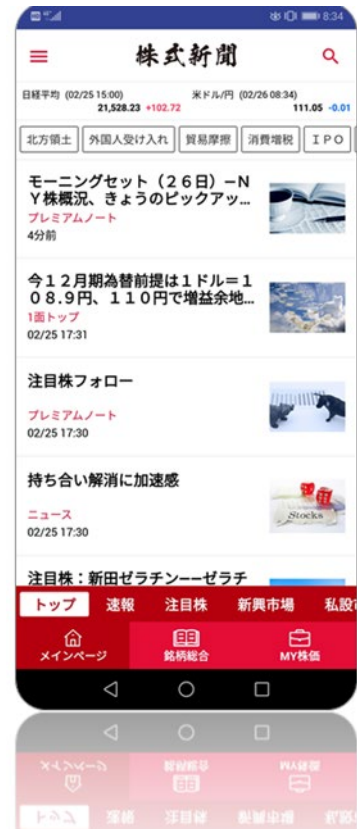 8:34
株式新聞
日経平均 (02/25 15:00) 米ドル/円 (02/26 08:34)
21,528.23 +102.72 111.05 -0.01
北方領土 外国人受け入れ 貿易摩擦 消費増税 IPO
モーニングセット(26日)−N
Y株概況、きょうのピックアッ...
プレミアムノート
4分前
今12月期為替前提は1ドル=1
08.9円、110円で増益余地...
1面トップ
02/25 17:31
注目株フォロー
プレミアムノート
02/25 17:30
持ち合い解消に加速感
Stocks
ニュース
02/25 17:30
注目株:新田ゼラチンーーゼラチ
トップ 速報 注目株 新興市場 私設
メインページ 銘柄総合 MY株価